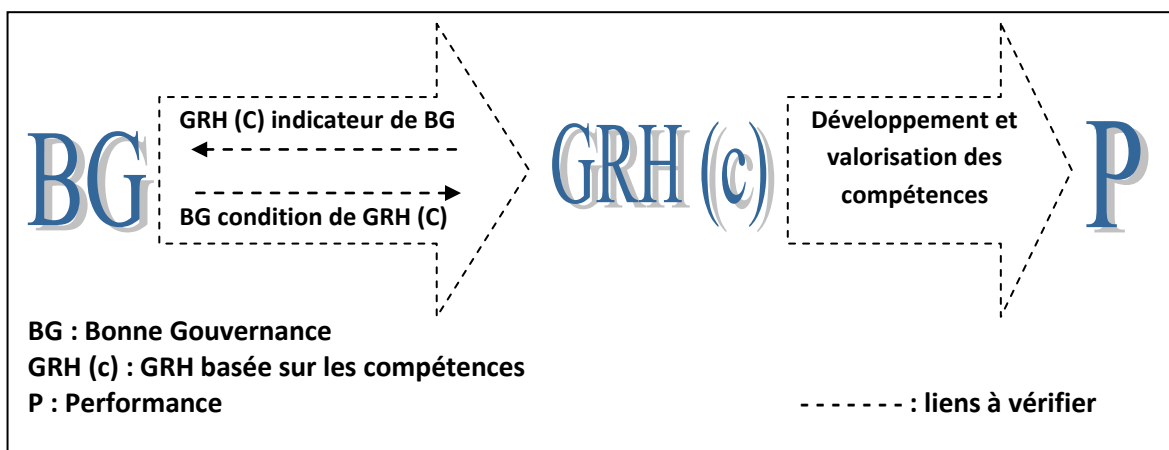 BG
GRH (C) indicateur de BG
BG condition de GRH (C)
GRH (c)
Développement et
valorisation des
compétences
P
BG : Bonne Gouvernance
GRH (c) : GRH basée sur les compétences
P : Performance
- - - - - - - : liens à vérifier